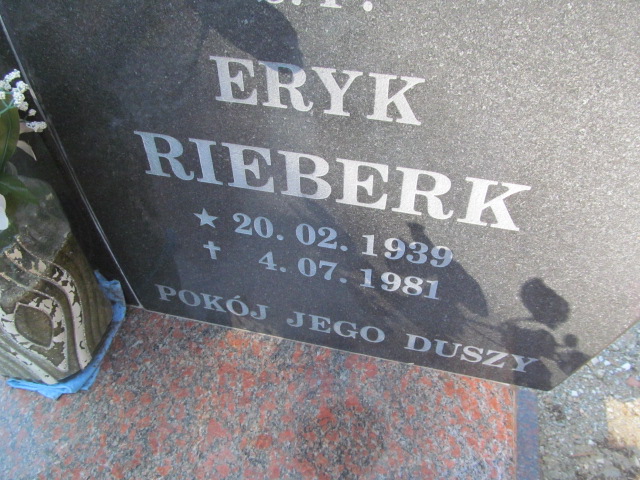 ERYK
RIEBERK
★ 20. 02. 1939
✝ 4. 07. 1981
POKÓJ JEGO DUSZY